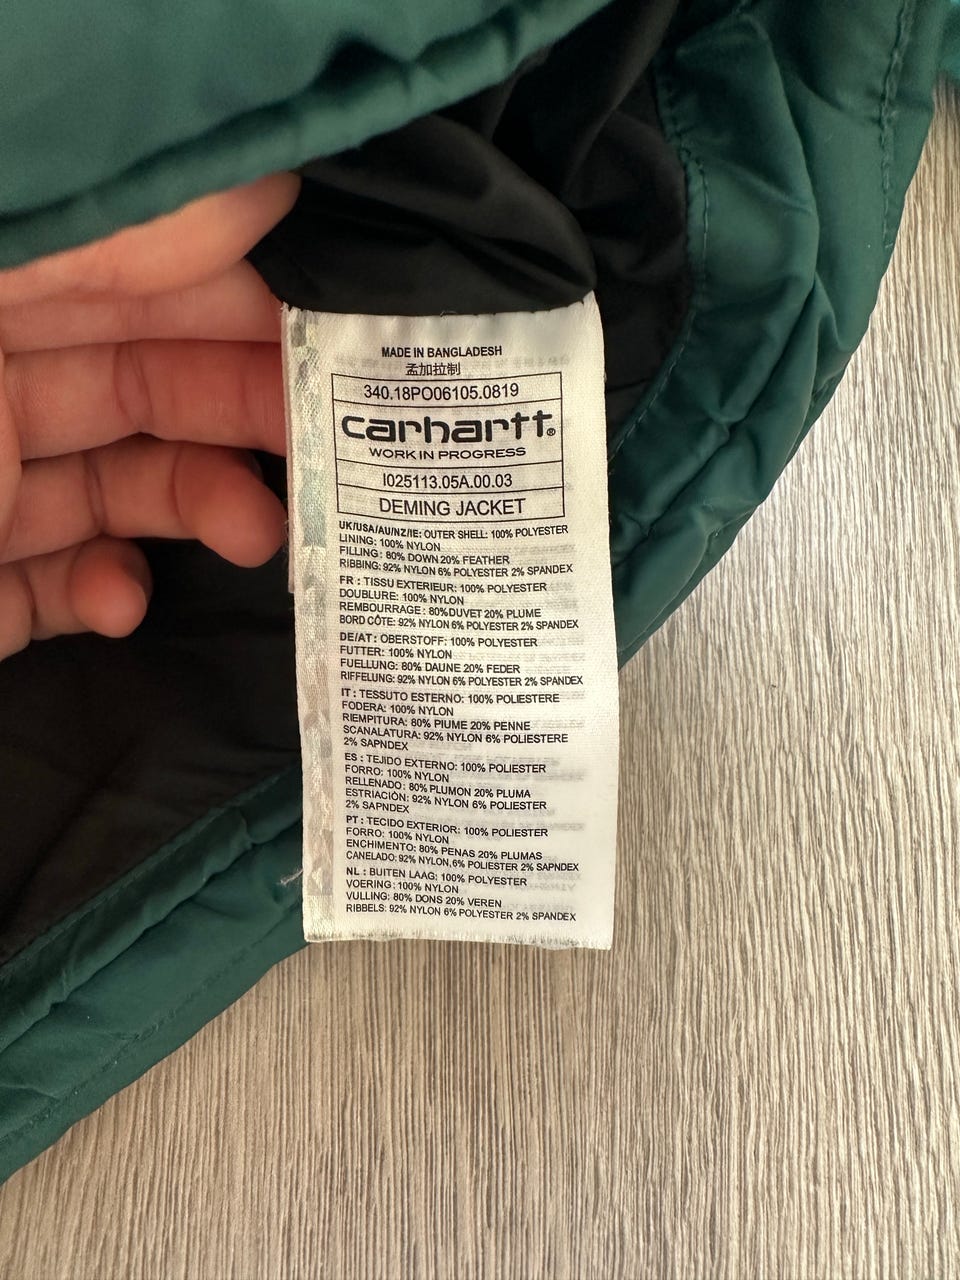 MADE IN BANGLADESH
孟加拉制
340.18PO06105.0819
carhartt®
WORK IN PROGRESS
I025113.05A.00.03
DEMING JACKET
UK/USA/AU/NZ/IE: OUTER SHELL: 100% POLYESTER
LINING: 100% NYLON
FILLING: 80% DOWN 20% FEATHER
RIBBING: 92% NYLON 6% POLYESTER 2% SPANDEX
FR : TISSU EXTERIEUR: 100% POLYESTER
DOUBLURE: 100% NYLON
REMBOURRAGE: 80%DUVET 20% PLUME
BORD CÔTE: 92% NYLON 6% POLYESTER 2% SPANDEX
DE/AT: OBERSTOFF: 100% POLYESTER
FUTTER: 100% NYLON
FUELLUNG: 80% DAUNE 20% FEDER
RIFFELUNG: 92% NYLON 6% POLYESTER 2% SPANDEX
IT : TESSUTO ESTERNO: 100% POLIESTERE
FODERA: 100% NYLON
RIEMPITURA: 80% PIUME 20% PENNE
SCANALATURA: 92% NYLON 6% POLIESTERE
2% SAPNDEX
ES : TEJIDO EXTERNO: 100% POLIESTER
FORRO: 100% NYLON
RELLENADO: 80% PLUMON 20% PLUMA
ESTRIACIÓN: 92% NYLON 6% POLIESTER
2% SAPNDEX
PT : TECIDO EXTERIOR: 100% POLIESTER
FORRO: 100% NYLON
ENCHIMENTO: 80% PENAS 20% PLUMAS
CANELADO: 92% NYLON,6% POLIESTER 2% SAPNDEX
NL : BUITEN LAAG: 100% POLYESTER
VOERING: 100% NYLON
VULLING: 80% DONS 20% VEREN
RIBBELS: 92% NYLON 6% POLYESTER 2% SPANDEX